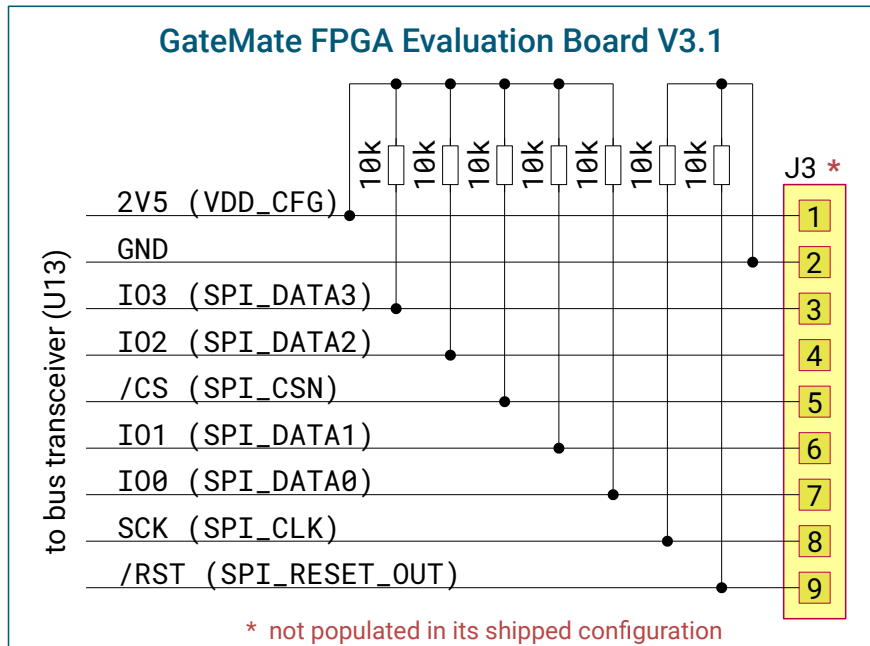 GateMate FPGA Evaluation Board V3.1
10k 10k 10k 10k 10k 10k 10k
J3 *
to bus transceiver (U13)
2V5 (VDD_CFG) 1
GND 2
IO3 (SPI_DATA3) 3
IO2 (SPI_DATA2) 4
/CS (SPI_CSN) 5
IO1 (SPI_DATA1) 6
IO0 (SPI_DATA0) 7
SCK (SPI_CLK) 8
/RST (SPI_RESET_OUT) 9
* not populated in its shipped configuration